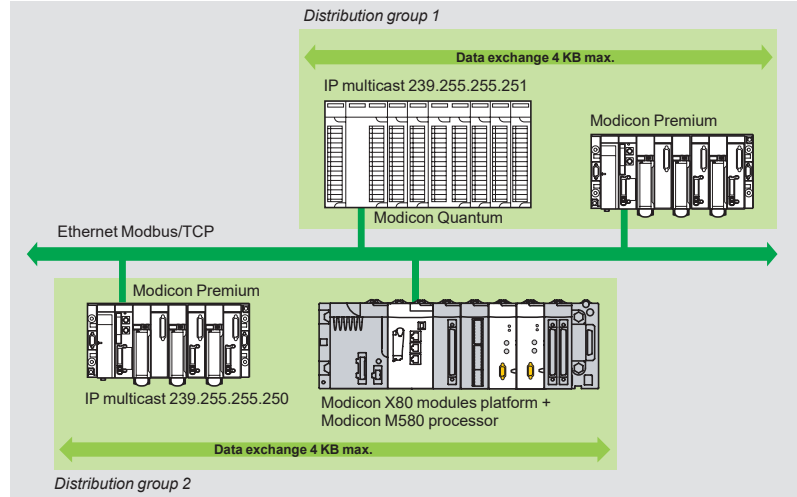 Distribution group 1
Data exchange 4 KB max.
IP multicast 239.255.255.251
Modicon Premium
Modicon Quantum
Ethernet Modbus/TCP
Modicon Premium
IP multicast 239.255.255.250
Modicon X80 modules platform +
Modicon M580 processor
Data exchange 4 KB max.
Distribution group 2